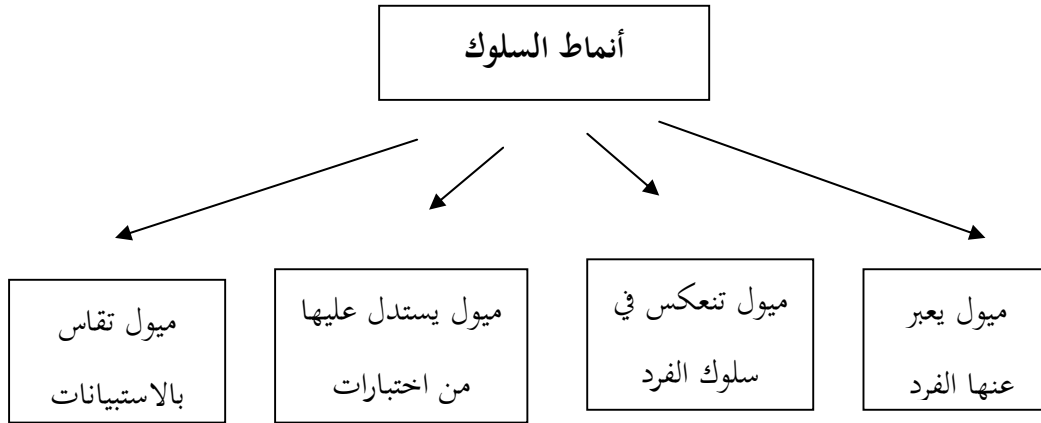 أنماط السلوك
ميول يعبر
عنها الفرد
ميول تنعكس في
سلوك الفرد
ميول يستدل عليها
من اختبارات
ميول تقاس
بالاستبيانات